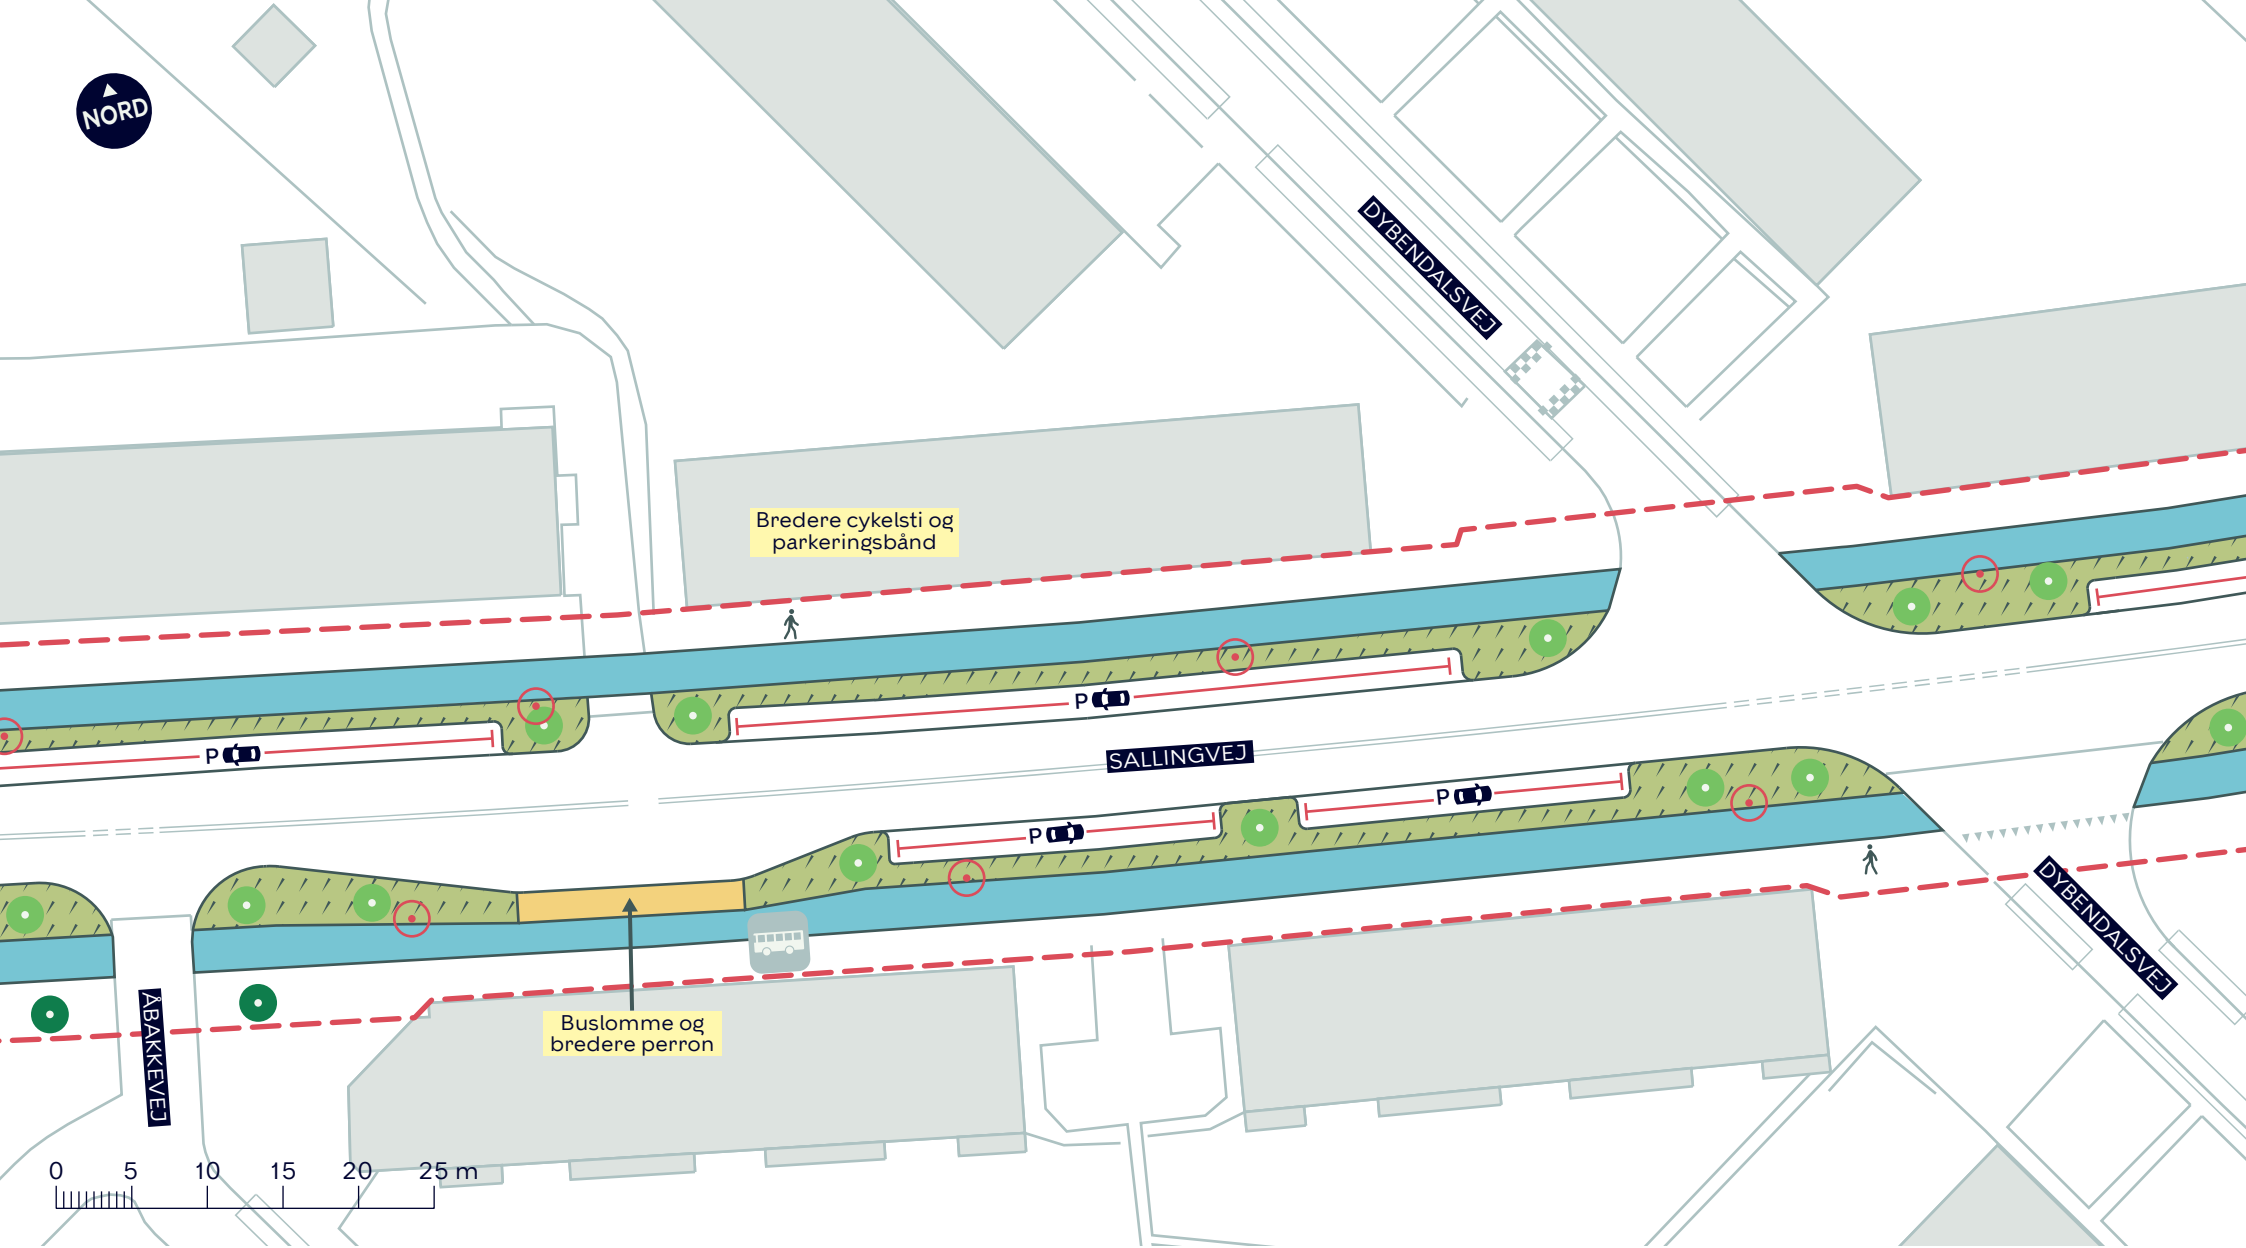 NORD
DYBENDALSVEJ
Bredere cykelsti og
parkeringsbånd
P
P
SALLINGVEJ
P
P
DYBENDALSVEJ
ÅBAKKEVEJ
Buslomme og
bredere perron
0 5 10 15 20 25 m